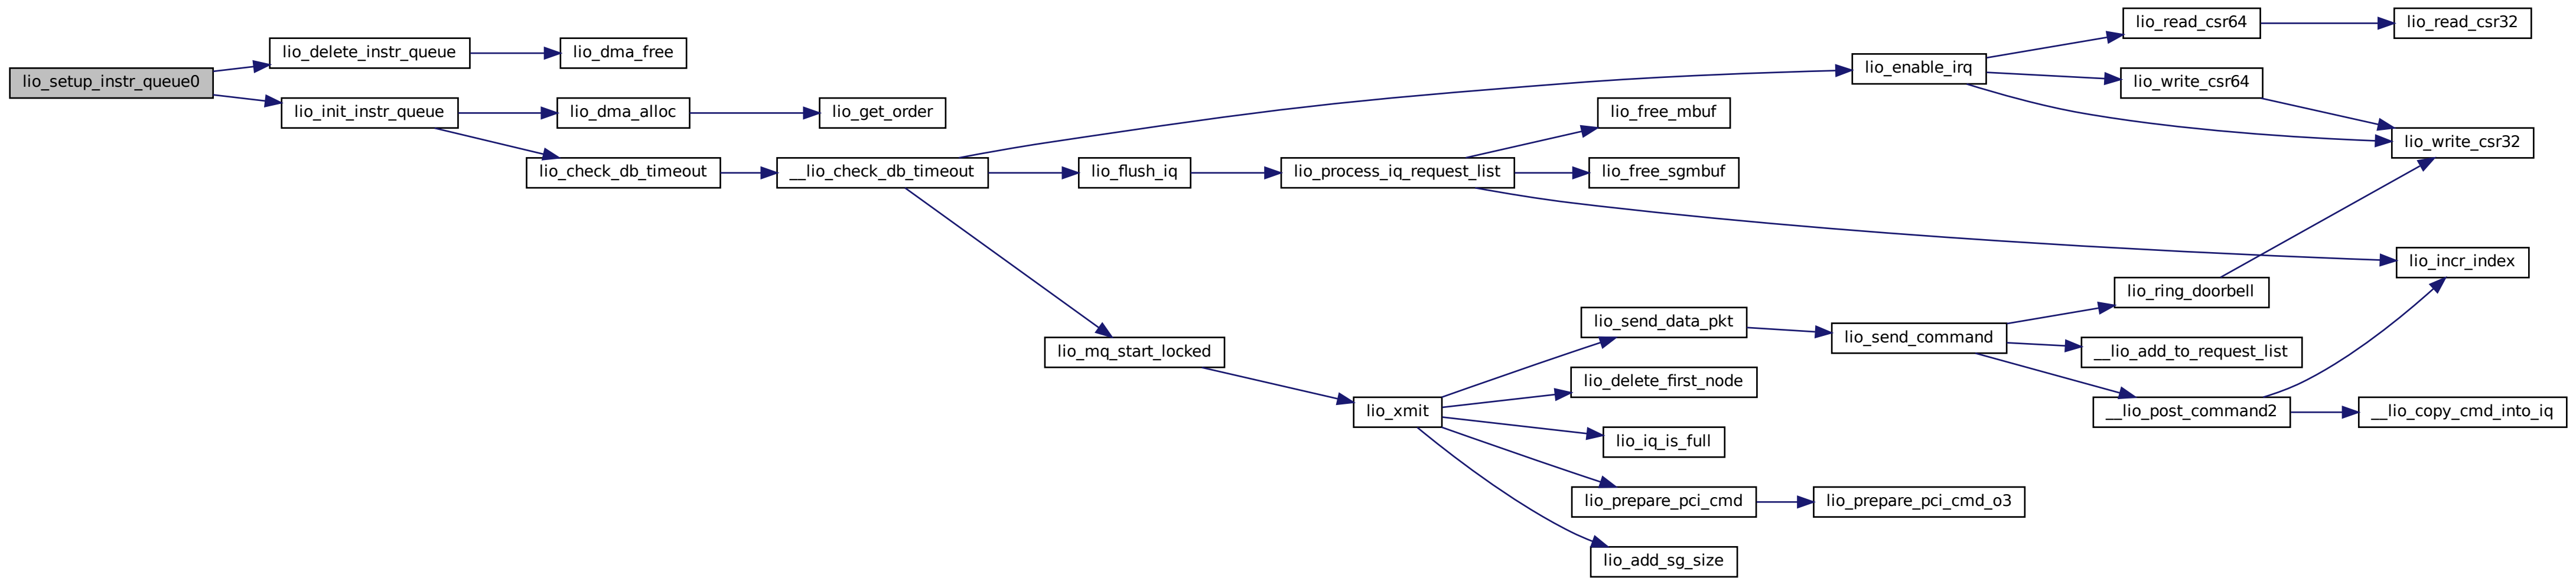 lio_setup_instr_queue0
lio_delete_instr_queue
lio_dma_free
lio_init_instr_queue
lio_dma_alloc
lio_get_order
lio_check_db_timeout
__lio_check_db_timeout
lio_enable_irq
lio_read_csr64
lio_read_csr32
lio_write_csr64
lio_write_csr32
lio_flush_iq
lio_process_iq_request_list
lio_free_mbuf
lio_free_sgmbuf
lio_incr_index
lio_mq_start_locked
lio_xmit
lio_send_data_pkt
lio_send_command
lio_ring_doorbell
__lio_add_to_request_list
__lio_post_command2
__lio_copy_cmd_into_iq
lio_delete_first_node
lio_iq_is_full
lio_prepare_pci_cmd
lio_prepare_pci_cmd_o3
lio_add_sg_size